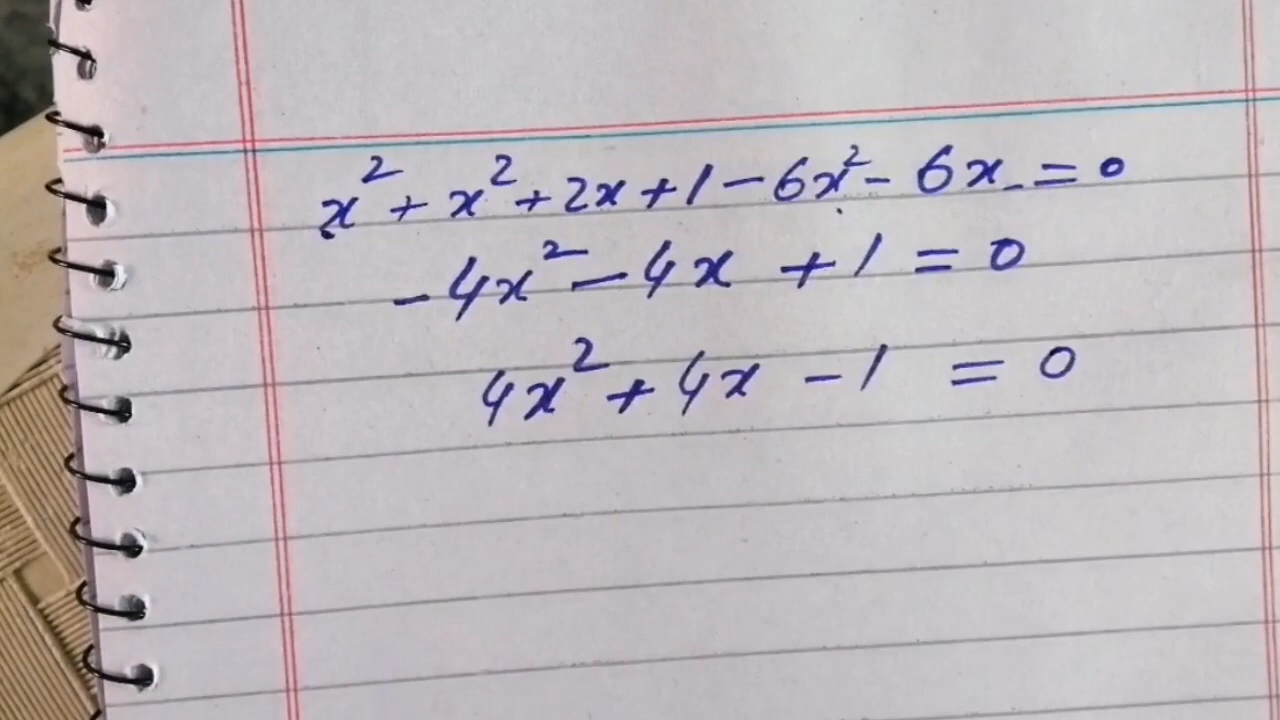 x² + x² + 2x + 1 - 6x² - 6x = 0
- 4x² - 4x + 1 = 0
4x² + 4x - 1 = 0